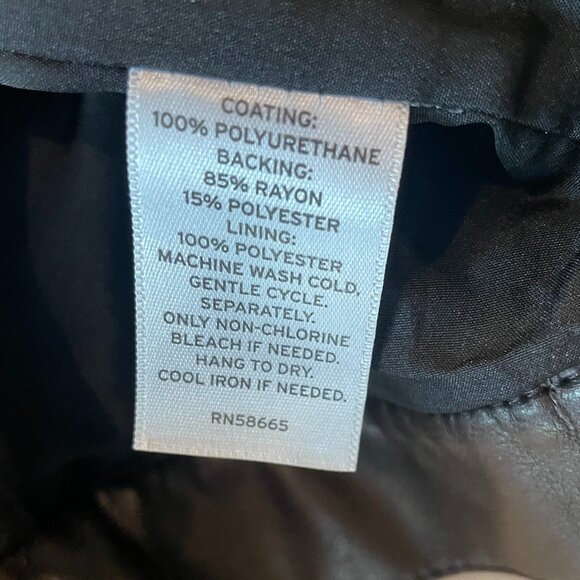 COATING:
100% POLYURETHANE
BACKING:
85% RAYON
15% POLYESTER
LINING:
100% POLYESTER
MACHINE WASH COLD,
GENTLE CYCLE.
SEPARATELY.
ONLY NON-CHLORINE
BLEACH IF NEEDED.
HANG TO DRY.
COOL IRON IF NEEDED.
RN58665